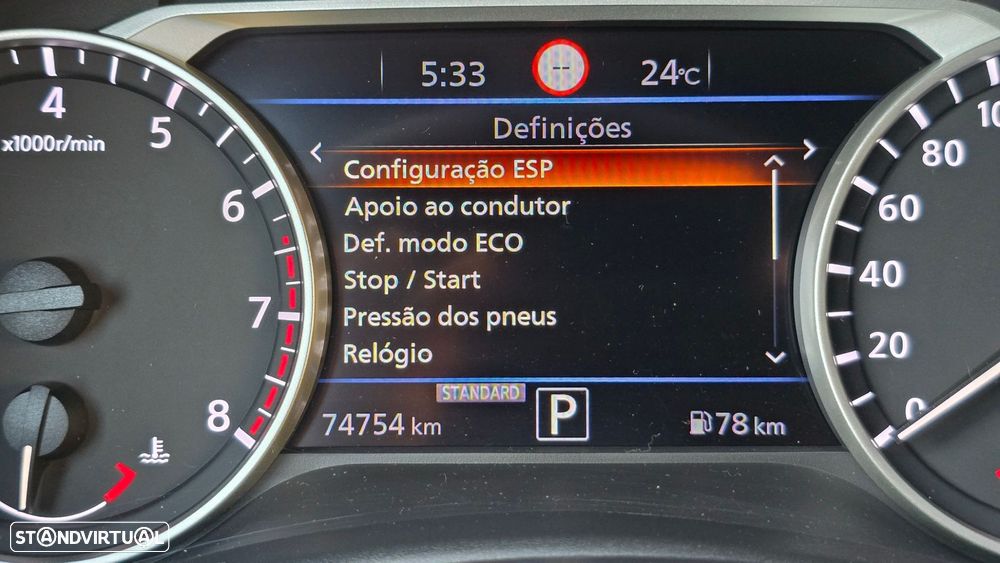 5:33
--
24°C
Definições
Configuração ESP
Apoio ao condutor
Def. modo ECO
Stop / Start
Pressão dos pneus
Relógio
STANDARD
74754 km
P
78 km
4
5
6
7
8
x1000r/min
10
80
60
40
20
0
STANDVIRTUAL